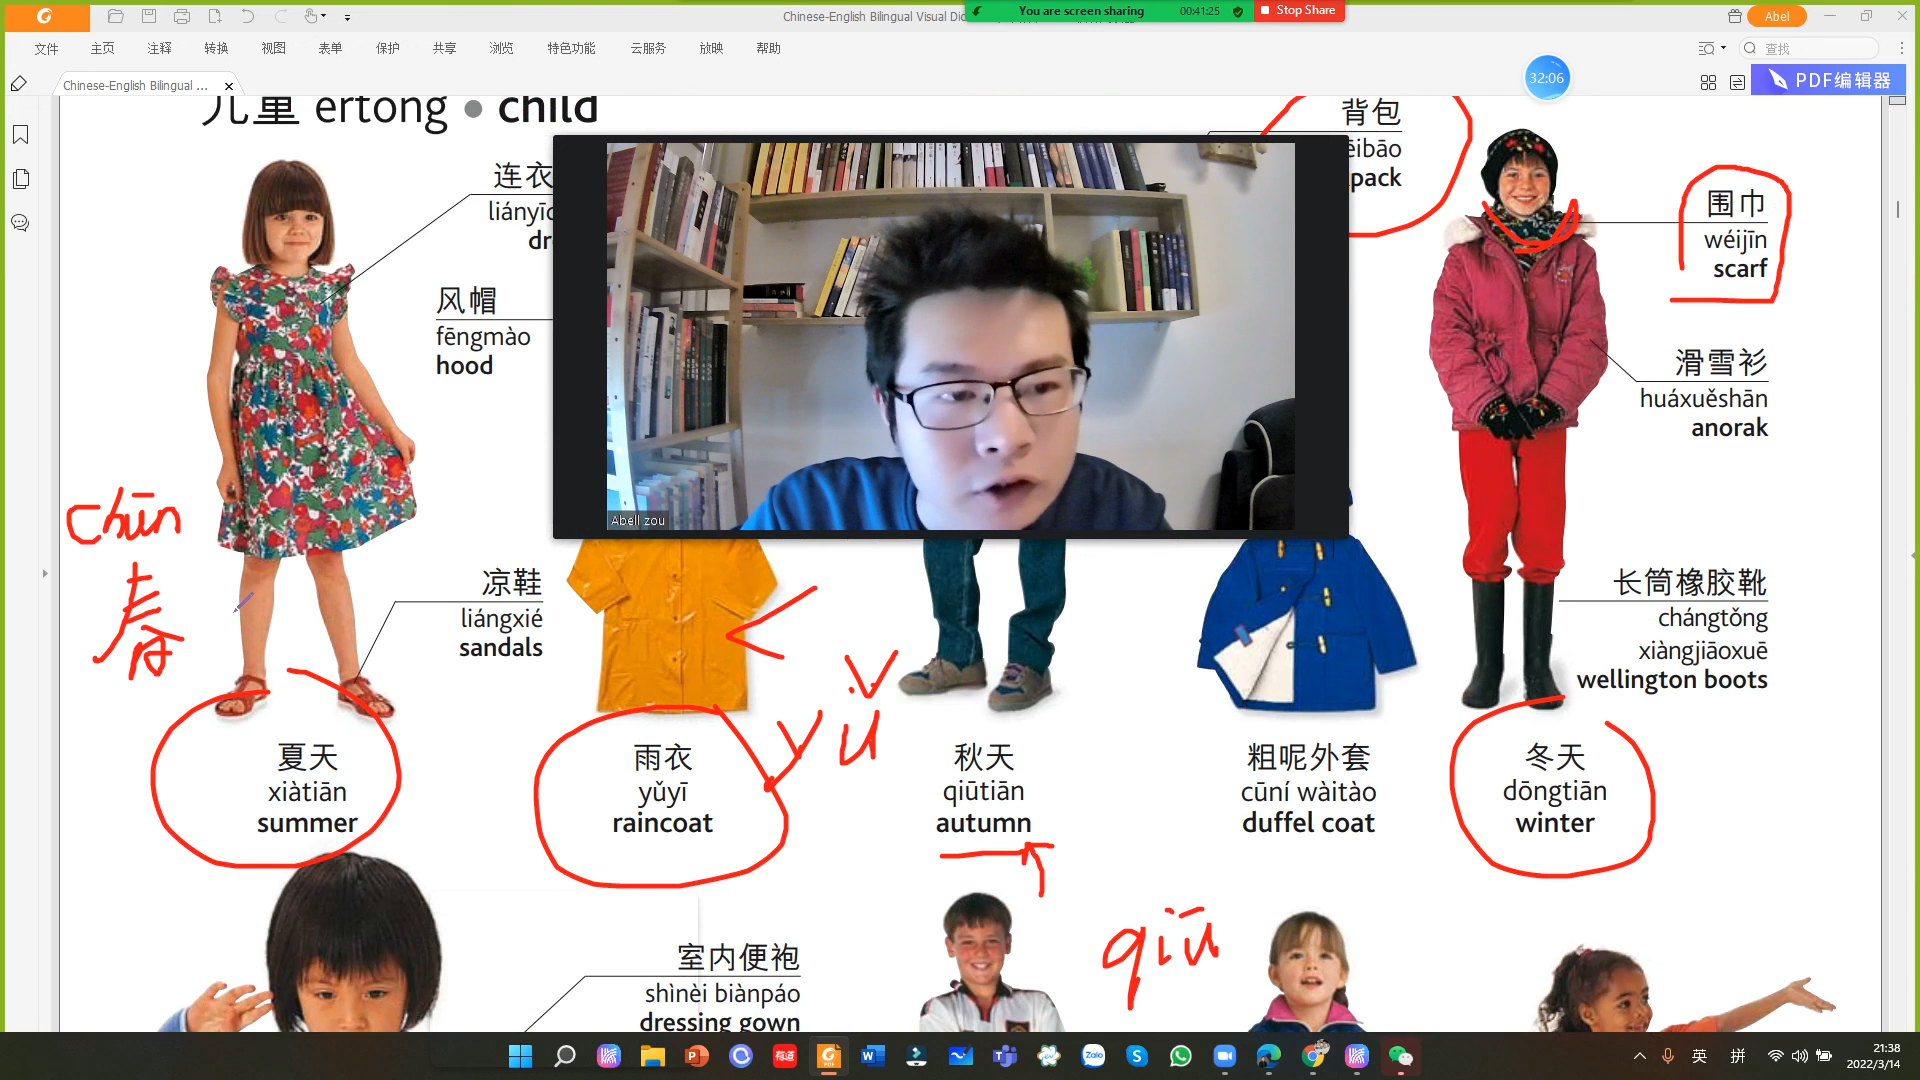 Chinese-English Bilingual Visual Dic
You are screen sharing
00:41:25
Stop Share
Abel
文件 主页 注释 转换 视图 表单 保护 共享 浏览 特色功能 云服务 放映 帮助
查找
32:06
Chinese-English Bilingual ...
PDF编辑器
儿童 ertong • child
连衣
liányīc
dr
风帽
fēngmào
hood
背包
ēibāo
pack
围巾
wéijīn
scarf
滑雪衫
huáxuěshān
anorak
Abell zou
chūn
春
凉鞋
liángxié
sandals
长筒橡胶靴
chángtǒng
xiàngjiāoxuē
wellington boots
yu
ü
夏天
xiàtiān
summer
雨衣
yǔyī
raincoat
秋天
qiūtiān
autumn
粗呢外套
cūní wàitào
duffel coat
冬天
dōngtiān
winter
qiū
室内便袍
shìnèi biànpáo
dressing gown
有道
PDF
Zalo
英
拼
21:38
2022/3/14